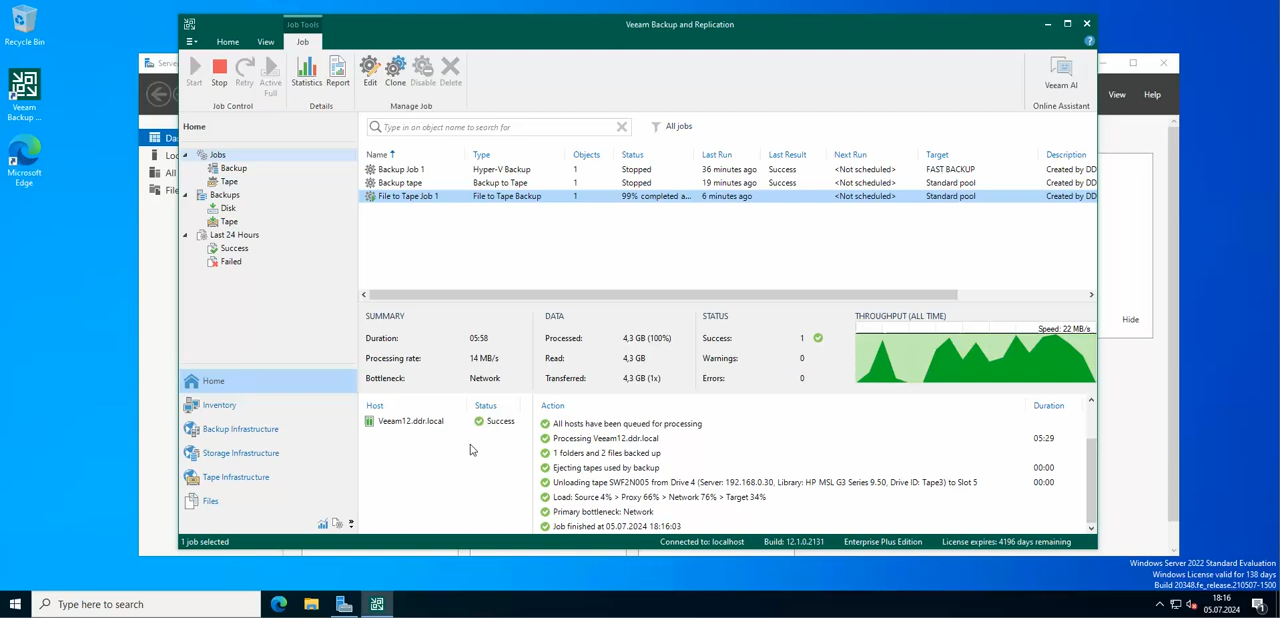 Recycle Bin
Veeam
Backup ...
Microsoft
Edge
Serve
Da
Loc
All
File
View
Help
Hide
Job Tools
Veeam Backup and Replication
Home
View
Job
Start
Stop
Retry
Active
Full
Statistics
Report
Edit
Clone
Disable
Delete
Veeam AI
Job Control
Details
Manage Job
Online Assistant
Home
Type in an object name to search for
All jobs
Jobs
Backup
Tape
Backups
Disk
Tape
Last 24 Hours
Success
Failed
Name Type Objects Status Last Run Last Result Next Run Target Description
Backup Job 1 Hyper-V Backup 1 Stopped 36 minutes ago Success <Not scheduled> FAST BACKUP Created by DD
Backup tape Backup to Tape 1 Stopped 19 minutes ago Success <Not scheduled> Standard pool Created by DD
File to Tape Job 1 File to Tape Backup 1 99% completed a... 6 minutes ago <Not scheduled> Standard pool Created by DD
SUMMARY
Duration: 05:58
Processing rate: 14 MB/s
Bottleneck: Network
DATA
Processed: 4,3 GB (100%)
Read: 4,3 GB
Transferred: 4,3 GB (1x)
STATUS
Success: 1
Warnings: 0
Errors: 0
THROUGHPUT (ALL TIME)
Speed: 22 MB/s
Home
Inventory
Backup Infrastructure
Storage Infrastructure
Tape Infrastructure
Files
Host Status
Veeam12.ddr.local Success
Action Duration
All hosts have been queued for processing
Processing Veeam12.ddr.local 05:29
1 folders and 2 files backed up
Ejecting tapes used by backup 00:00
Unloading tape SWF2N005 from Drive 4 (Server: 192.168.0.30, Library: HP MSL G3 Series 9.50, Drive ID: Tape3) to Slot 5 00:00
Load: Source 4% > Proxy 66% > Network 76% > Target 34%
Primary bottleneck: Network
Job finished at 05.07.2024 18:16:03
1 job selected
Connected to: localhost
Build: 12.1.0.2131
Enterprise Plus Edition
License expires: 4196 days remaining
Windows Server 2022 Standard Evaluation
Windows License valid for 138 days
Build 20348.fe_release.210507-1500
Type here to search
18:16
05.07.2024
1